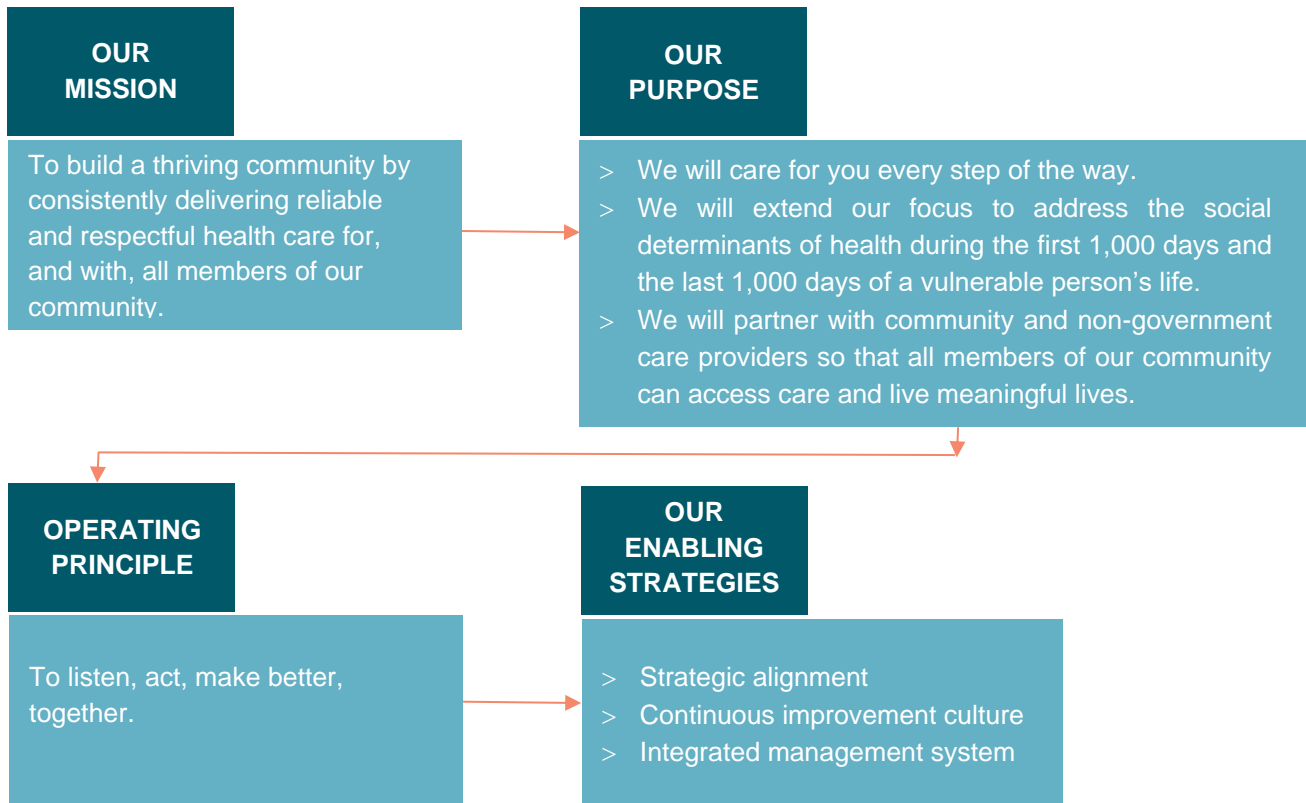 OUR
MISSION
To build a thriving community by
consistently delivering reliable
and respectful health care for,
and with, all members of our
community.
OUR
PURPOSE
> We will care for you every step of the way.
> We will extend our focus to address the social
determinants of health during the first 1,000 days and
the last 1,000 days of a vulnerable person’s life.
> We will partner with community and non-government
care providers so that all members of our community
can access care and live meaningful lives.
OPERATING
PRINCIPLE
To listen, act, make better,
together.
OUR
ENABLING
STRATEGIES
> Strategic alignment
> Continuous improvement culture
> Integrated management system